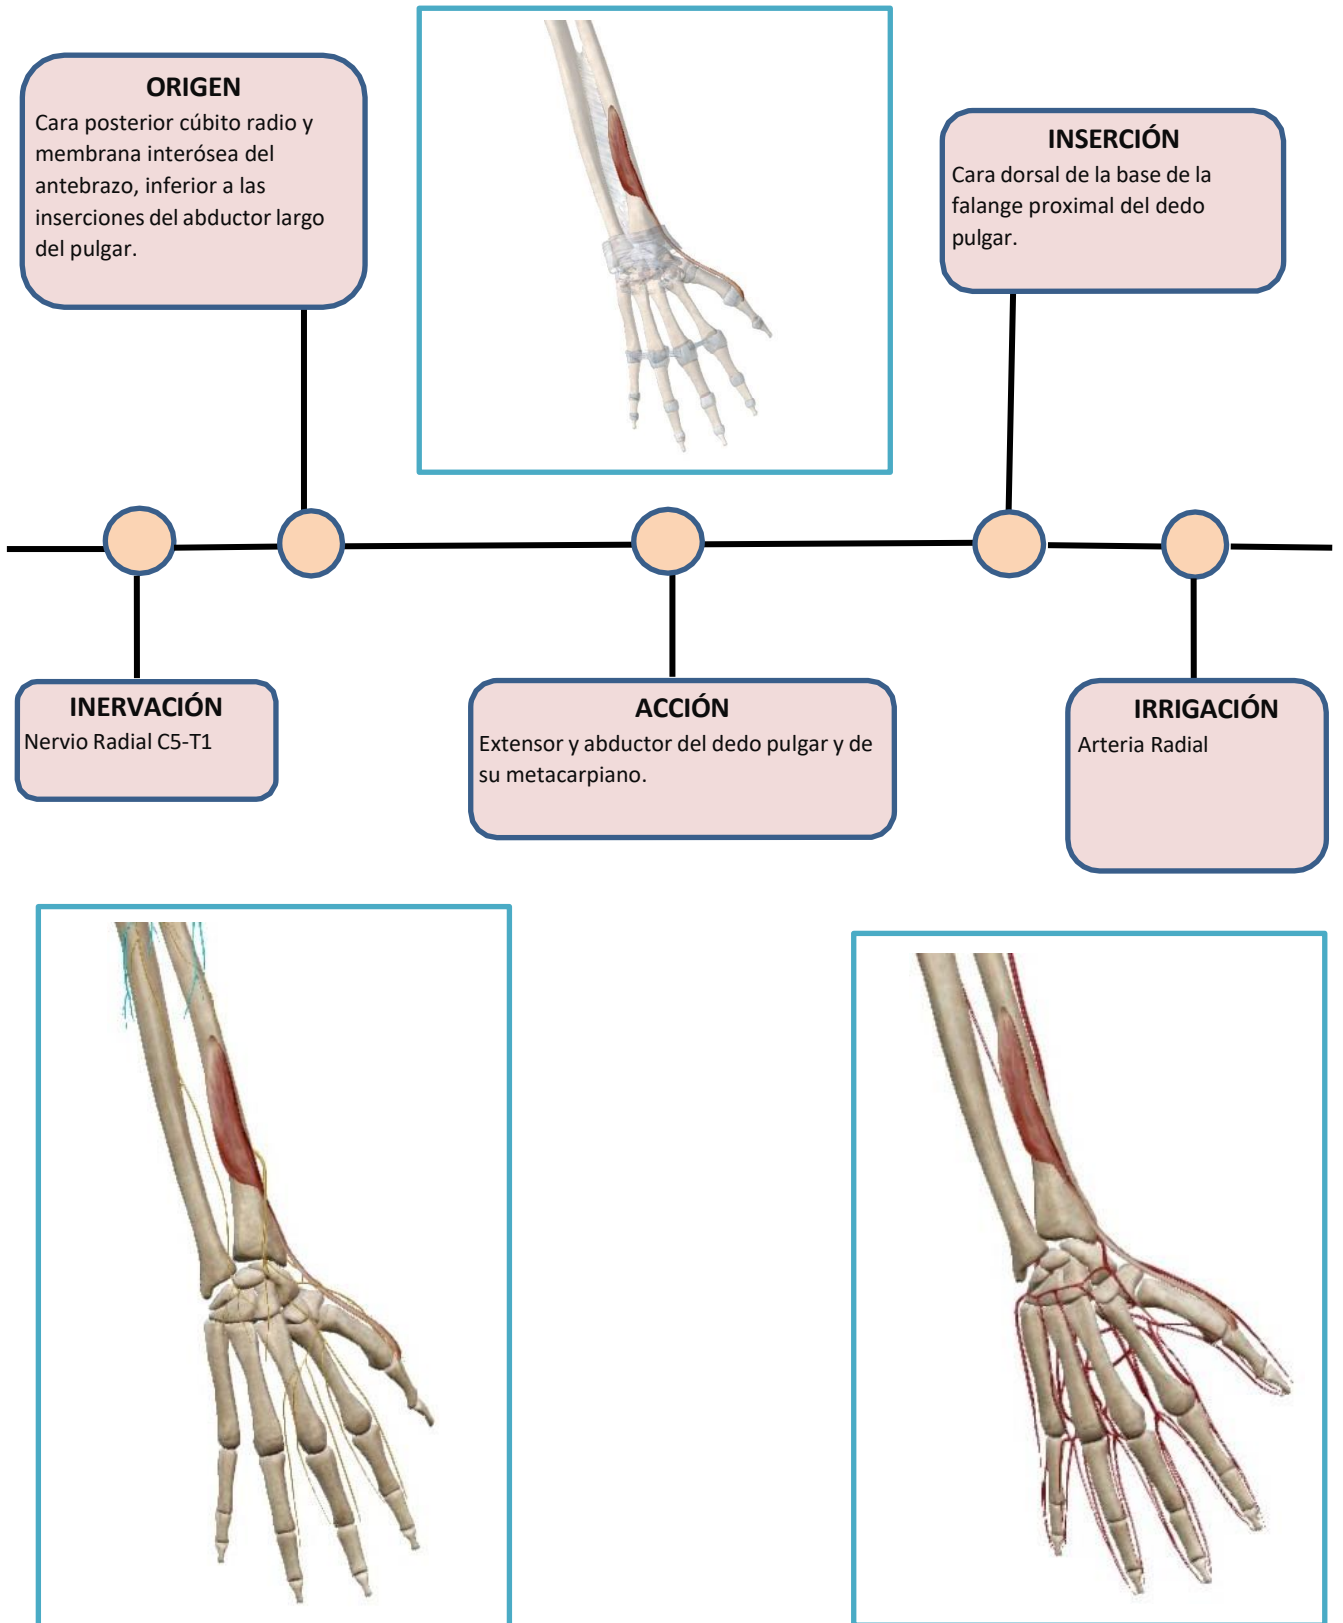 ORIGEN
Cara posterior cúbito radio y
membrana interósea del
antebrazo, inferior a las
inserciones del abductor largo
del pulgar.
INSERCIÓN
Cara dorsal de la base de la
falange proximal del dedo
pulgar.
INERVACIÓN
Nervio Radial C5-T1
ACCIÓN
Extensor y abductor del dedo pulgar y de
su metacarpiano.
IRRIGACIÓN
Arteria Radial